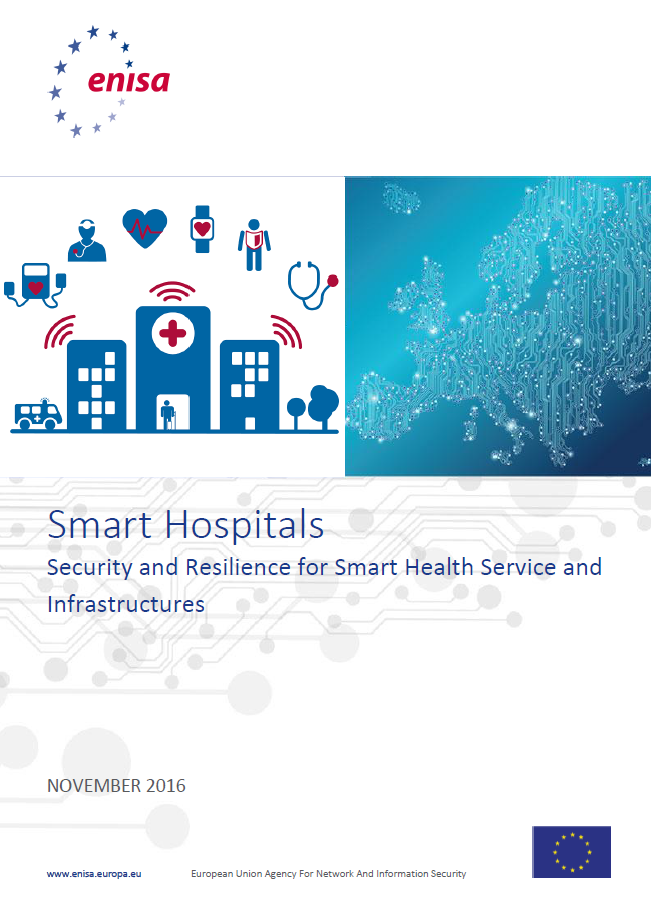 enisa
Smart Hospitals
Security and Resilience for Smart Health Service and
Infrastructures
NOVEMBER 2016
www.enisa.europa.eu
European Union Agency For Network And Information Security